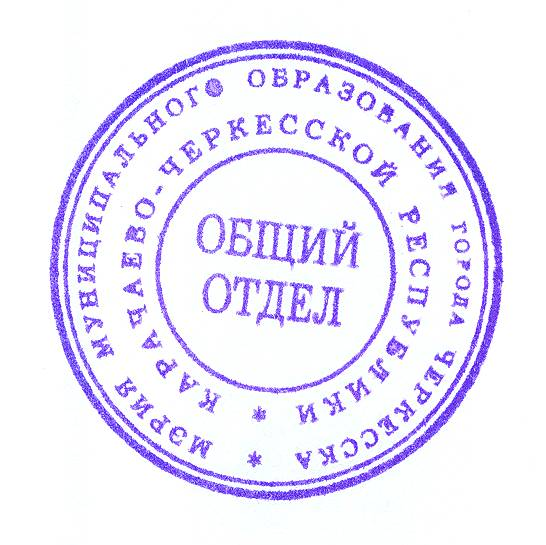 МЭРИЯ МУНИЦИПАЛЬНОГО ОБРАЗОВАНИЯ ГОРОДА ЧЕРКЕССКА *
КАРАЧАЕВО-ЧЕРКЕССКОЙ РЕСПУБЛИКИ *
ОБЩИЙ
ОТДЕЛ